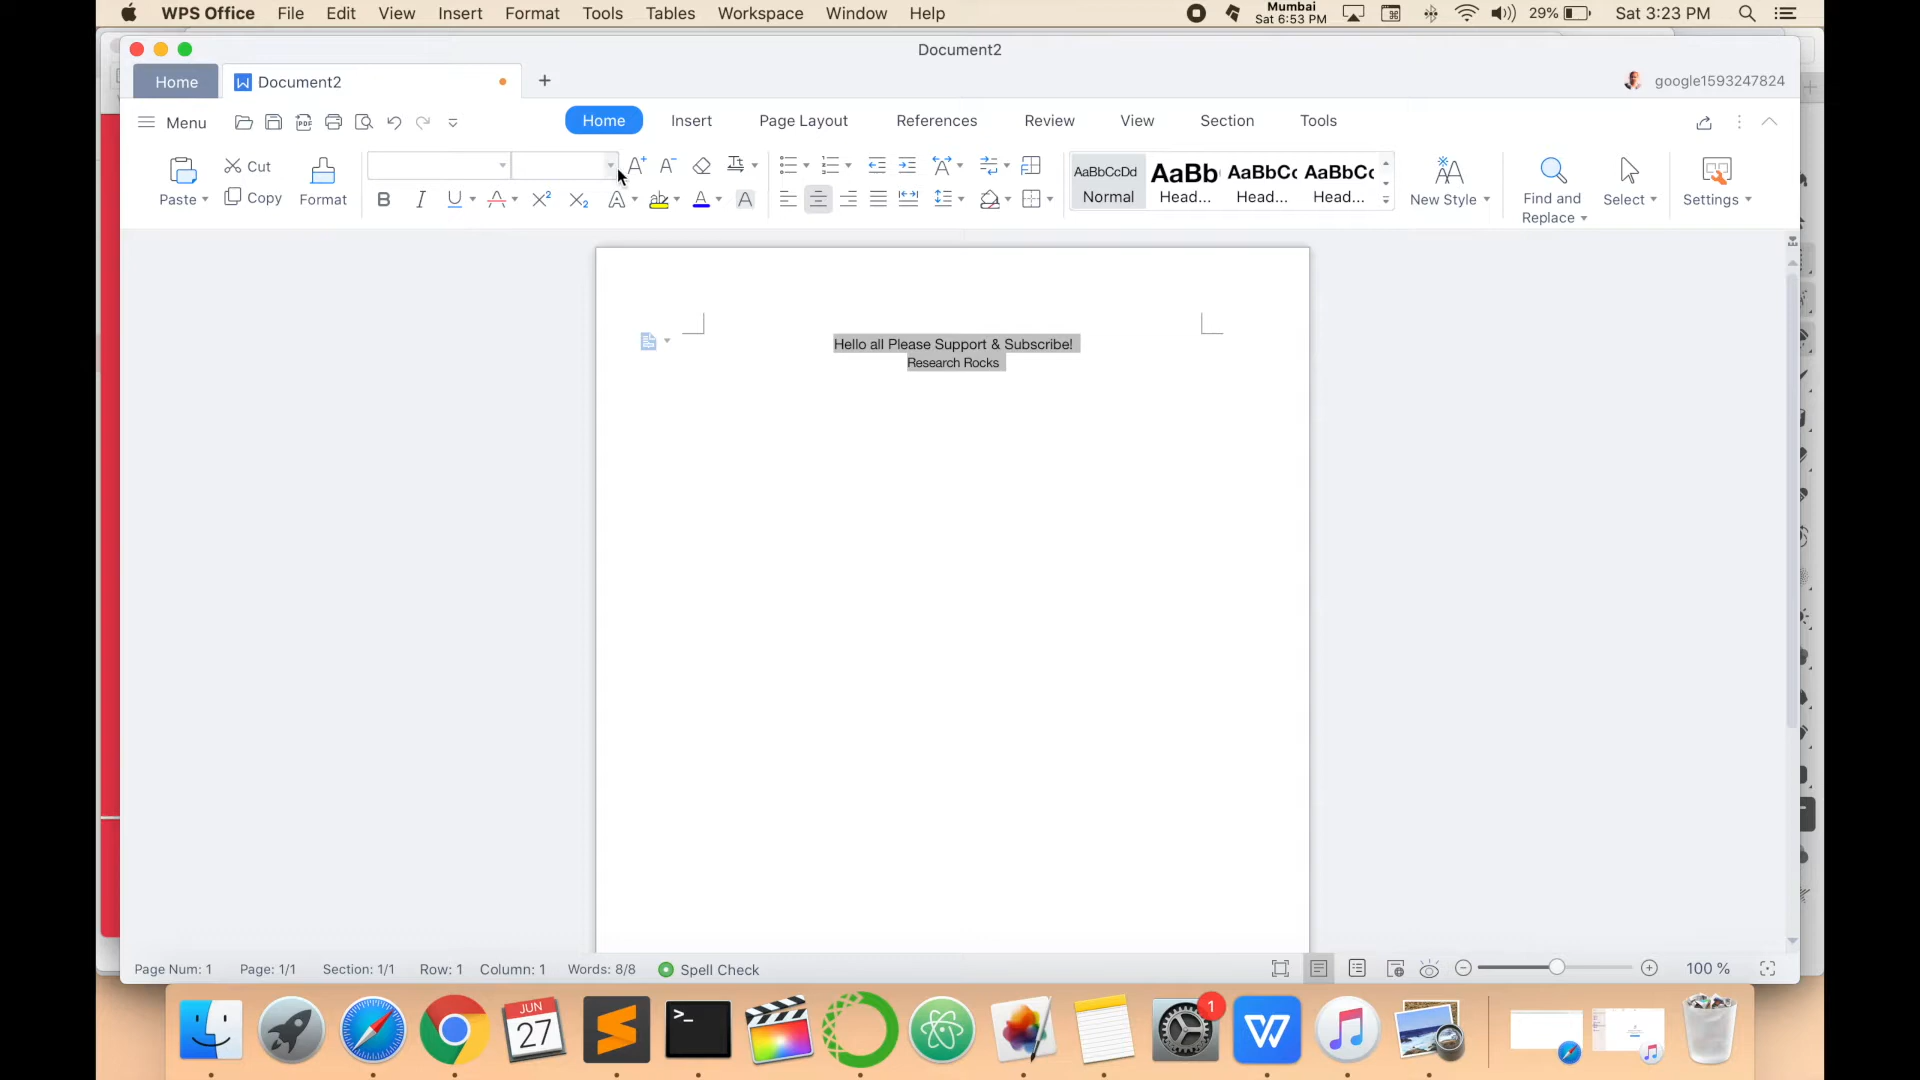 WPS Office File Edit View Insert Format Tools Tables Workspace Window Help Mumbai Sat 6:53 PM 29% Sat 3:23 PM
Document2
Home Document2 + google1593247824
Menu Home Insert Page Layout References Review View Section Tools
Cut
Paste Copy Format
AaBbCcDd AaBb AaBbCc AaBbCc
Normal Head... Head... Head...
New Style Find and Replace Select Settings
Hello all Please Support & Subscribe!
Research Rocks
Page Num: 1 Page: 1/1 Section: 1/1 Row: 1 Column: 1 Words: 8/8 Spell Check 100 %
JUN
27
1